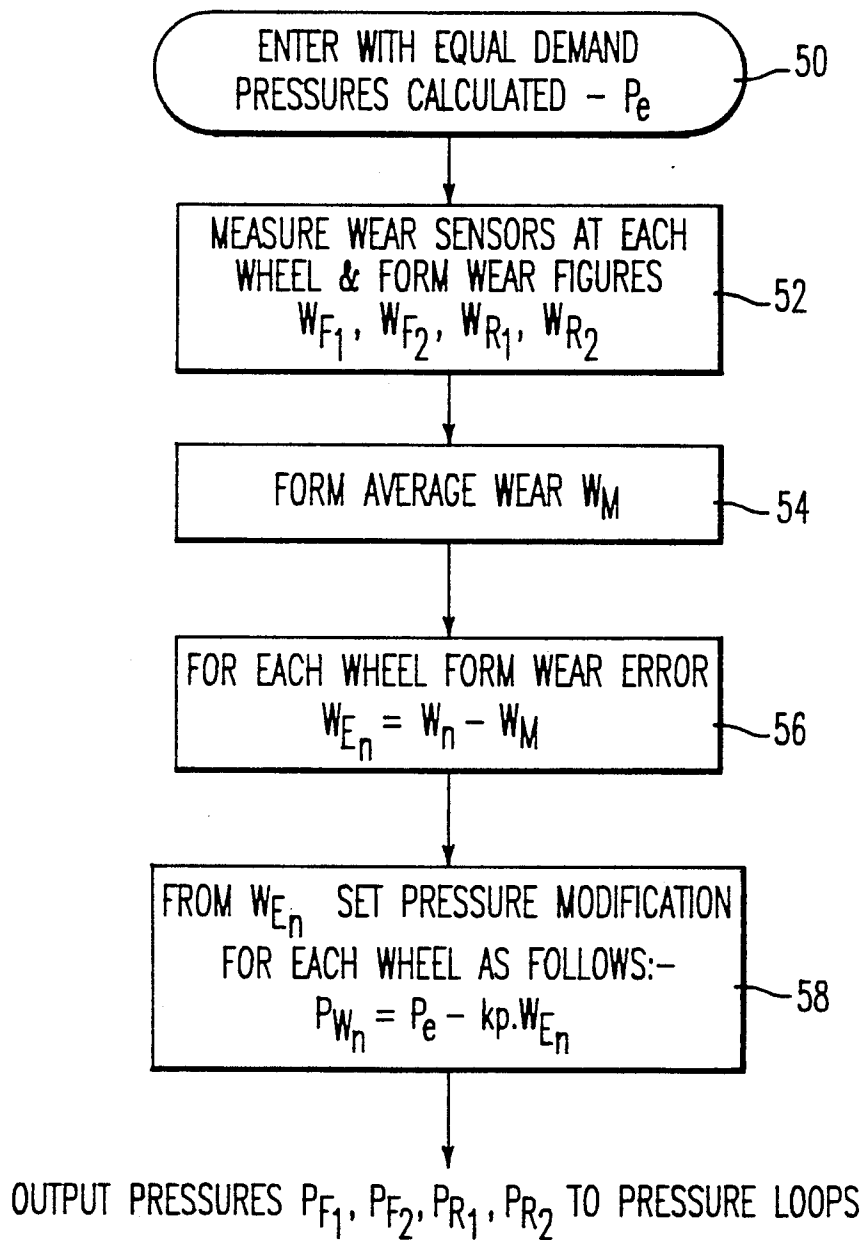 ENTER WITH EQUAL DEMAND
PRESSURES CALCULATED - Pe
50
MEASURE WEAR SENSORS AT EACH
WHEEL & FORM WEAR FIGURES
WF1, WF2, WR1, WR2
52
FORM AVERAGE WEAR WM
54
FOR EACH WHEEL FORM WEAR ERROR
WEn = Wn - WM
56
FROM WEn SET PRESSURE MODIFICATION
FOR EACH WHEEL AS FOLLOWS:-
PWn = Pe - kp.WEn
58
OUTPUT PRESSURES PF1, PF2, PR1, PR2 TO PRESSURE LOOPS